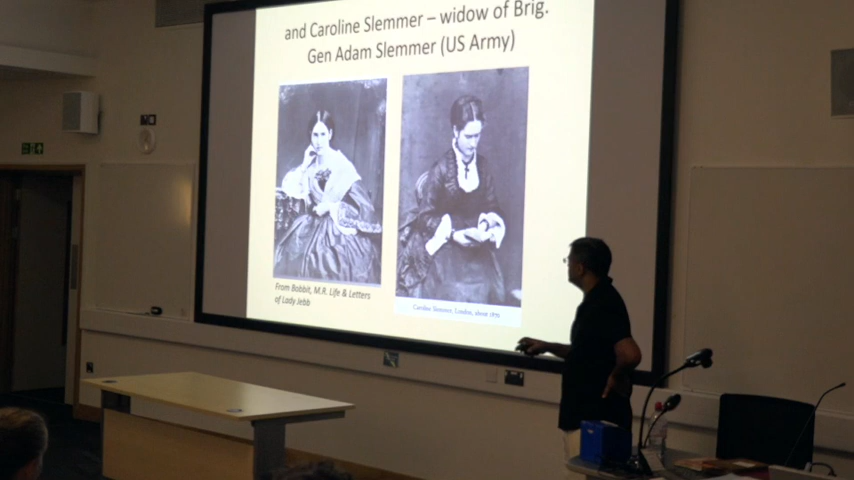 and Caroline Slemmer – widow of Brig.
Gen Adam Slemmer (US Army)
From Bobbit, M.R. Life & Letters
of Lady Jebb
Caroline Slemmer, London, about 1870